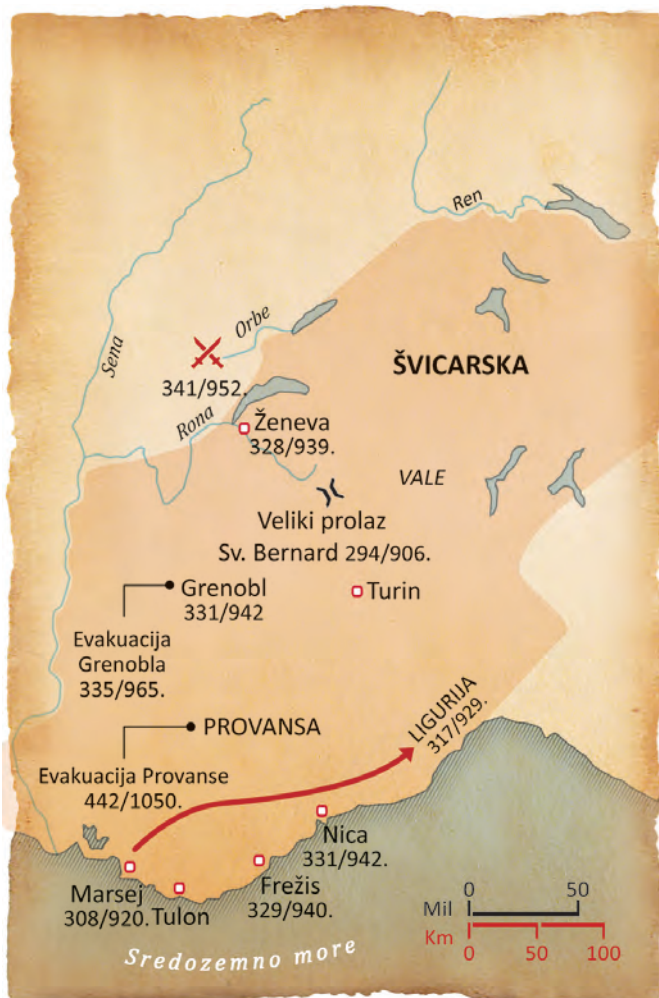 Ren
Sena
Orbe
ŠVICARSKA
341/952.
Rona
Ženeva
328/939.
VALE
Veliki prolaz
Sv. Bernard 294/906.
Grenobl
331/942
Turin
Evakuacija
Grenobla
335/965.
LIGURIJA
317/929.
PROVANSA
Evakuacija Provanse
442/1050.
Nica
331/942.
Marsej
308/920.
Tulon
Frežis
329/940.
0 50
Mil
Km
0 50 100
Sredozemno more